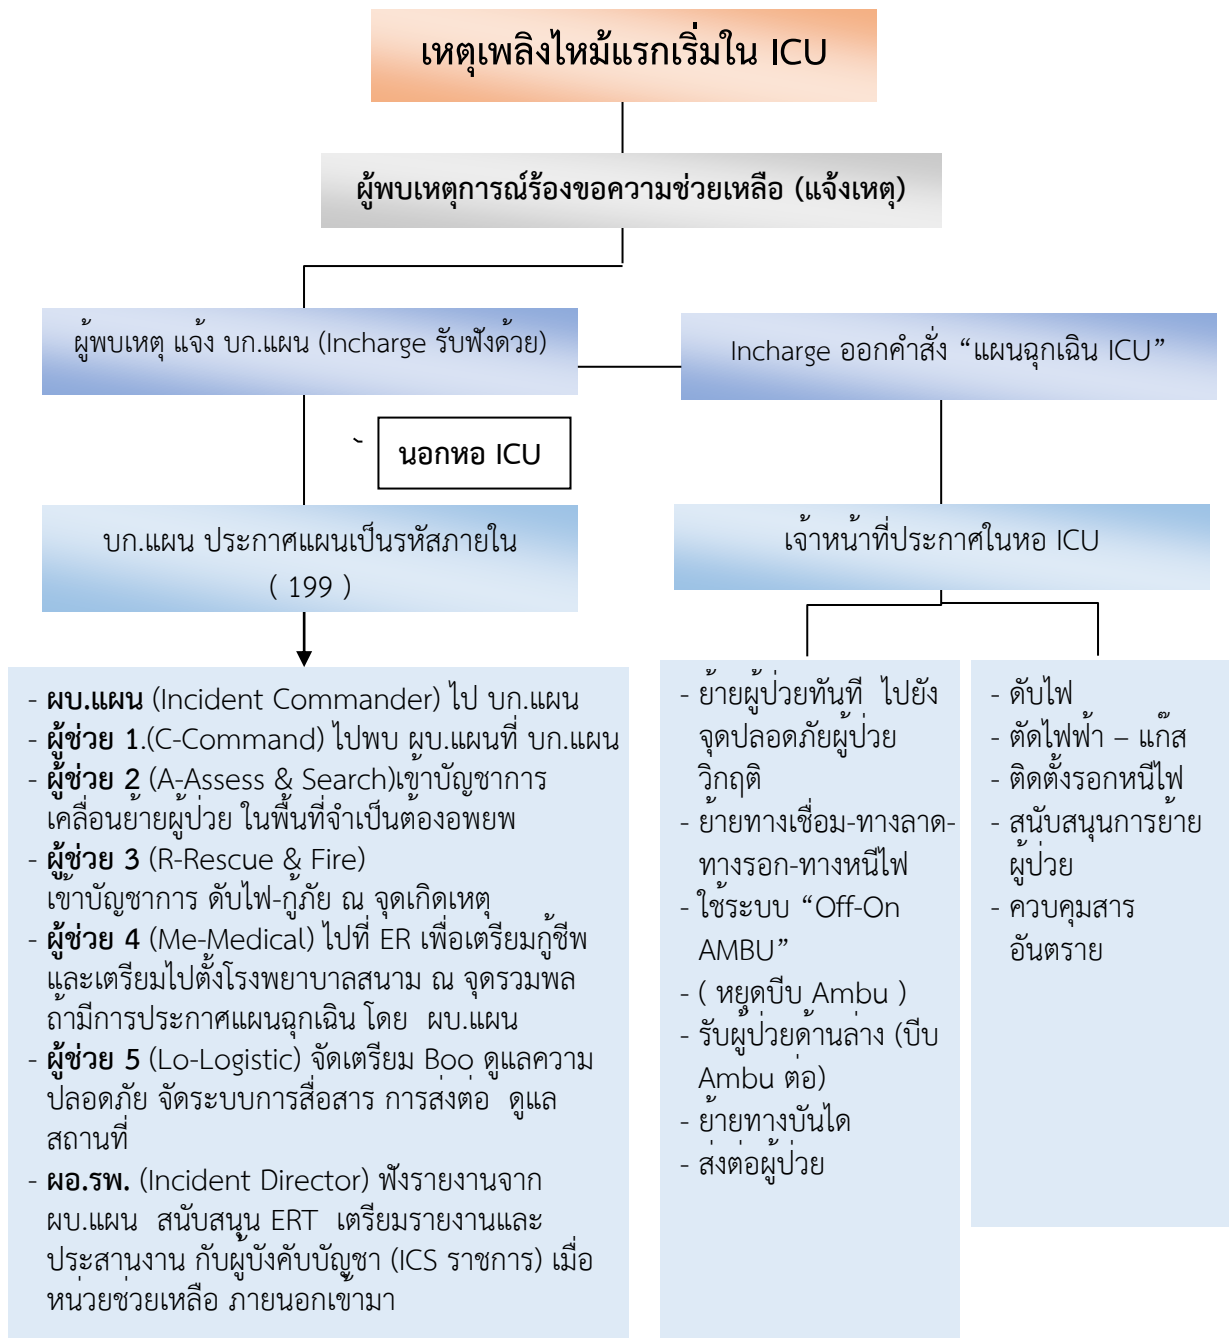 เหตุเพลิงไหม้แรกเริ่มใน ICU
ผู้พบเหตุการณ์ร้องขอความช่วยเหลือ (แจ้งเหตุ)
ผู้พบเหตุ แจ้ง บก.แผน (Incharge รับฟังด้วย)
Incharge ออกคำสั่ง “แผนฉุกเฉิน ICU”
นอกหอ ICU
บก.แผน ประกาศแผนเป็นรหัสภายใน
( 199 )
เจ้าหน้าที่ประกาศในหอ ICU
- ผบ.แผน (Incident Commander) ไป บก.แผน
- ผู้ช่วย 1.(C-Command) ไปพบ ผบ.แผนที่ บก.แผน
- ผู้ช่วย 2 (A-Assess & Search)เข้าบัญชาการ
เคลื่อนย้ายผู้ป่วย ในพื้นที่จำเป็นต้องอพยพ
- ผู้ช่วย 3 (R-Rescue & Fire)
เข้าบัญชาการ ดับไฟ-กู้ภัย ณ จุดเกิดเหตุ
- ผู้ช่วย 4 (Me-Medical) ไปที่ ER เพื่อเตรียมกู้ชีพ
และเตรียมไปตั้งโรงพยาบาลสนาม ณ จุดรวมพล
ถ้ามีการประกาศแผนฉุกเฉิน โดย ผบ.แผน
- ผู้ช่วย 5 (Lo-Logistic) จัดเตรียม Boo ดูแลความ
ปลอดภัย จัดระบบการสื่อสาร การส่งต่อ ดูแล
สถานที่
- ผอ.รพ. (Incident Director) ฟังรายงานจาก
ผบ.แผน สนับสนุน ERT เตรียมรายงานและ
ประสานงาน กับผู้บังคับบัญชา (ICS ราชการ) เมื่อ
หน่วยช่วยเหลือ ภายนอกเข้ามา
- ย้ายผู้ป่วยทันที ไปยัง
จุดปลอดภัยผู้ป่วย
วิกฤติ
- ย้ายทางเชื่อม-ทางลาด-
ทางรอก-ทางหนีไฟ
- ใช้ระบบ “Off-On
AMBU”
- ( หยุดบีบ Ambu )
- รับผู้ป่วยด้านล่าง (บีบ
Ambu ต่อ)
- ย้ายทางบันได
- ส่งต่อผู้ป่วย
- ดับไฟ
- ตัดไฟฟ้า – แก๊ส
- ติดตั้งรอกหนีไฟ
- สนับสนุนการย้าย
ผู้ป่วย
- ควบคุมสาร
อันตราย